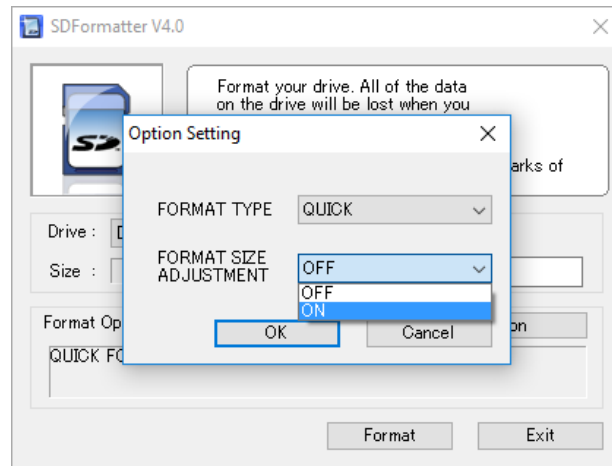 SDFormatter V4.0
Format your drive. All of the data
on the drive will be lost when you
SD
Option Setting
arks of
FORMAT TYPE QUICK
Drive :
FORMAT SIZE
ADJUSTMENT
OFF
Size :
OFF
ON
Format Op
OK
Cancel
on
QUICK FO
Format
Exit